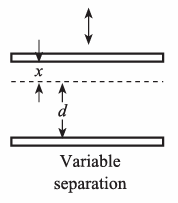 x
d
Variable
separation